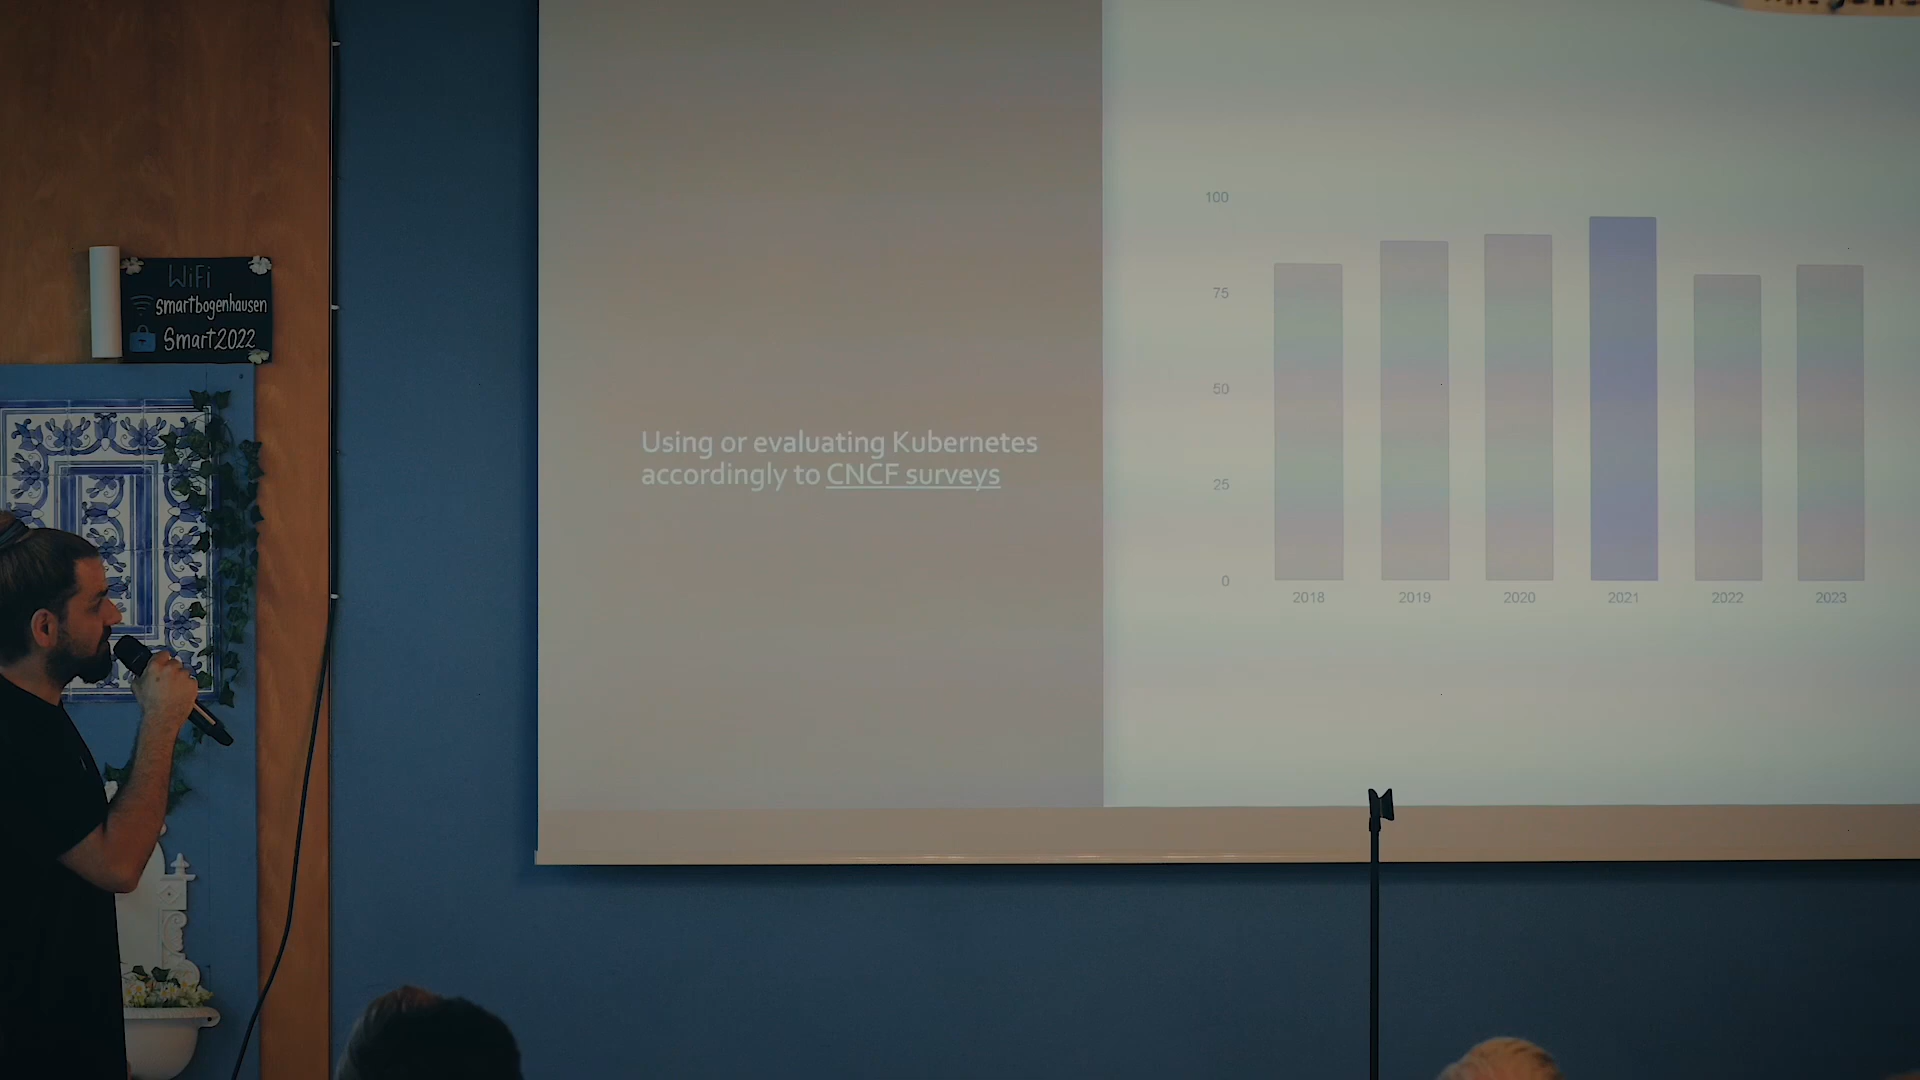 WiFi
smartbogenhausen
Smart2022
Using or evaluating Kubernetes
accordingly to CNCF surveys
100
75
50
25
0
2018 2019 2020 2021 2022 2023